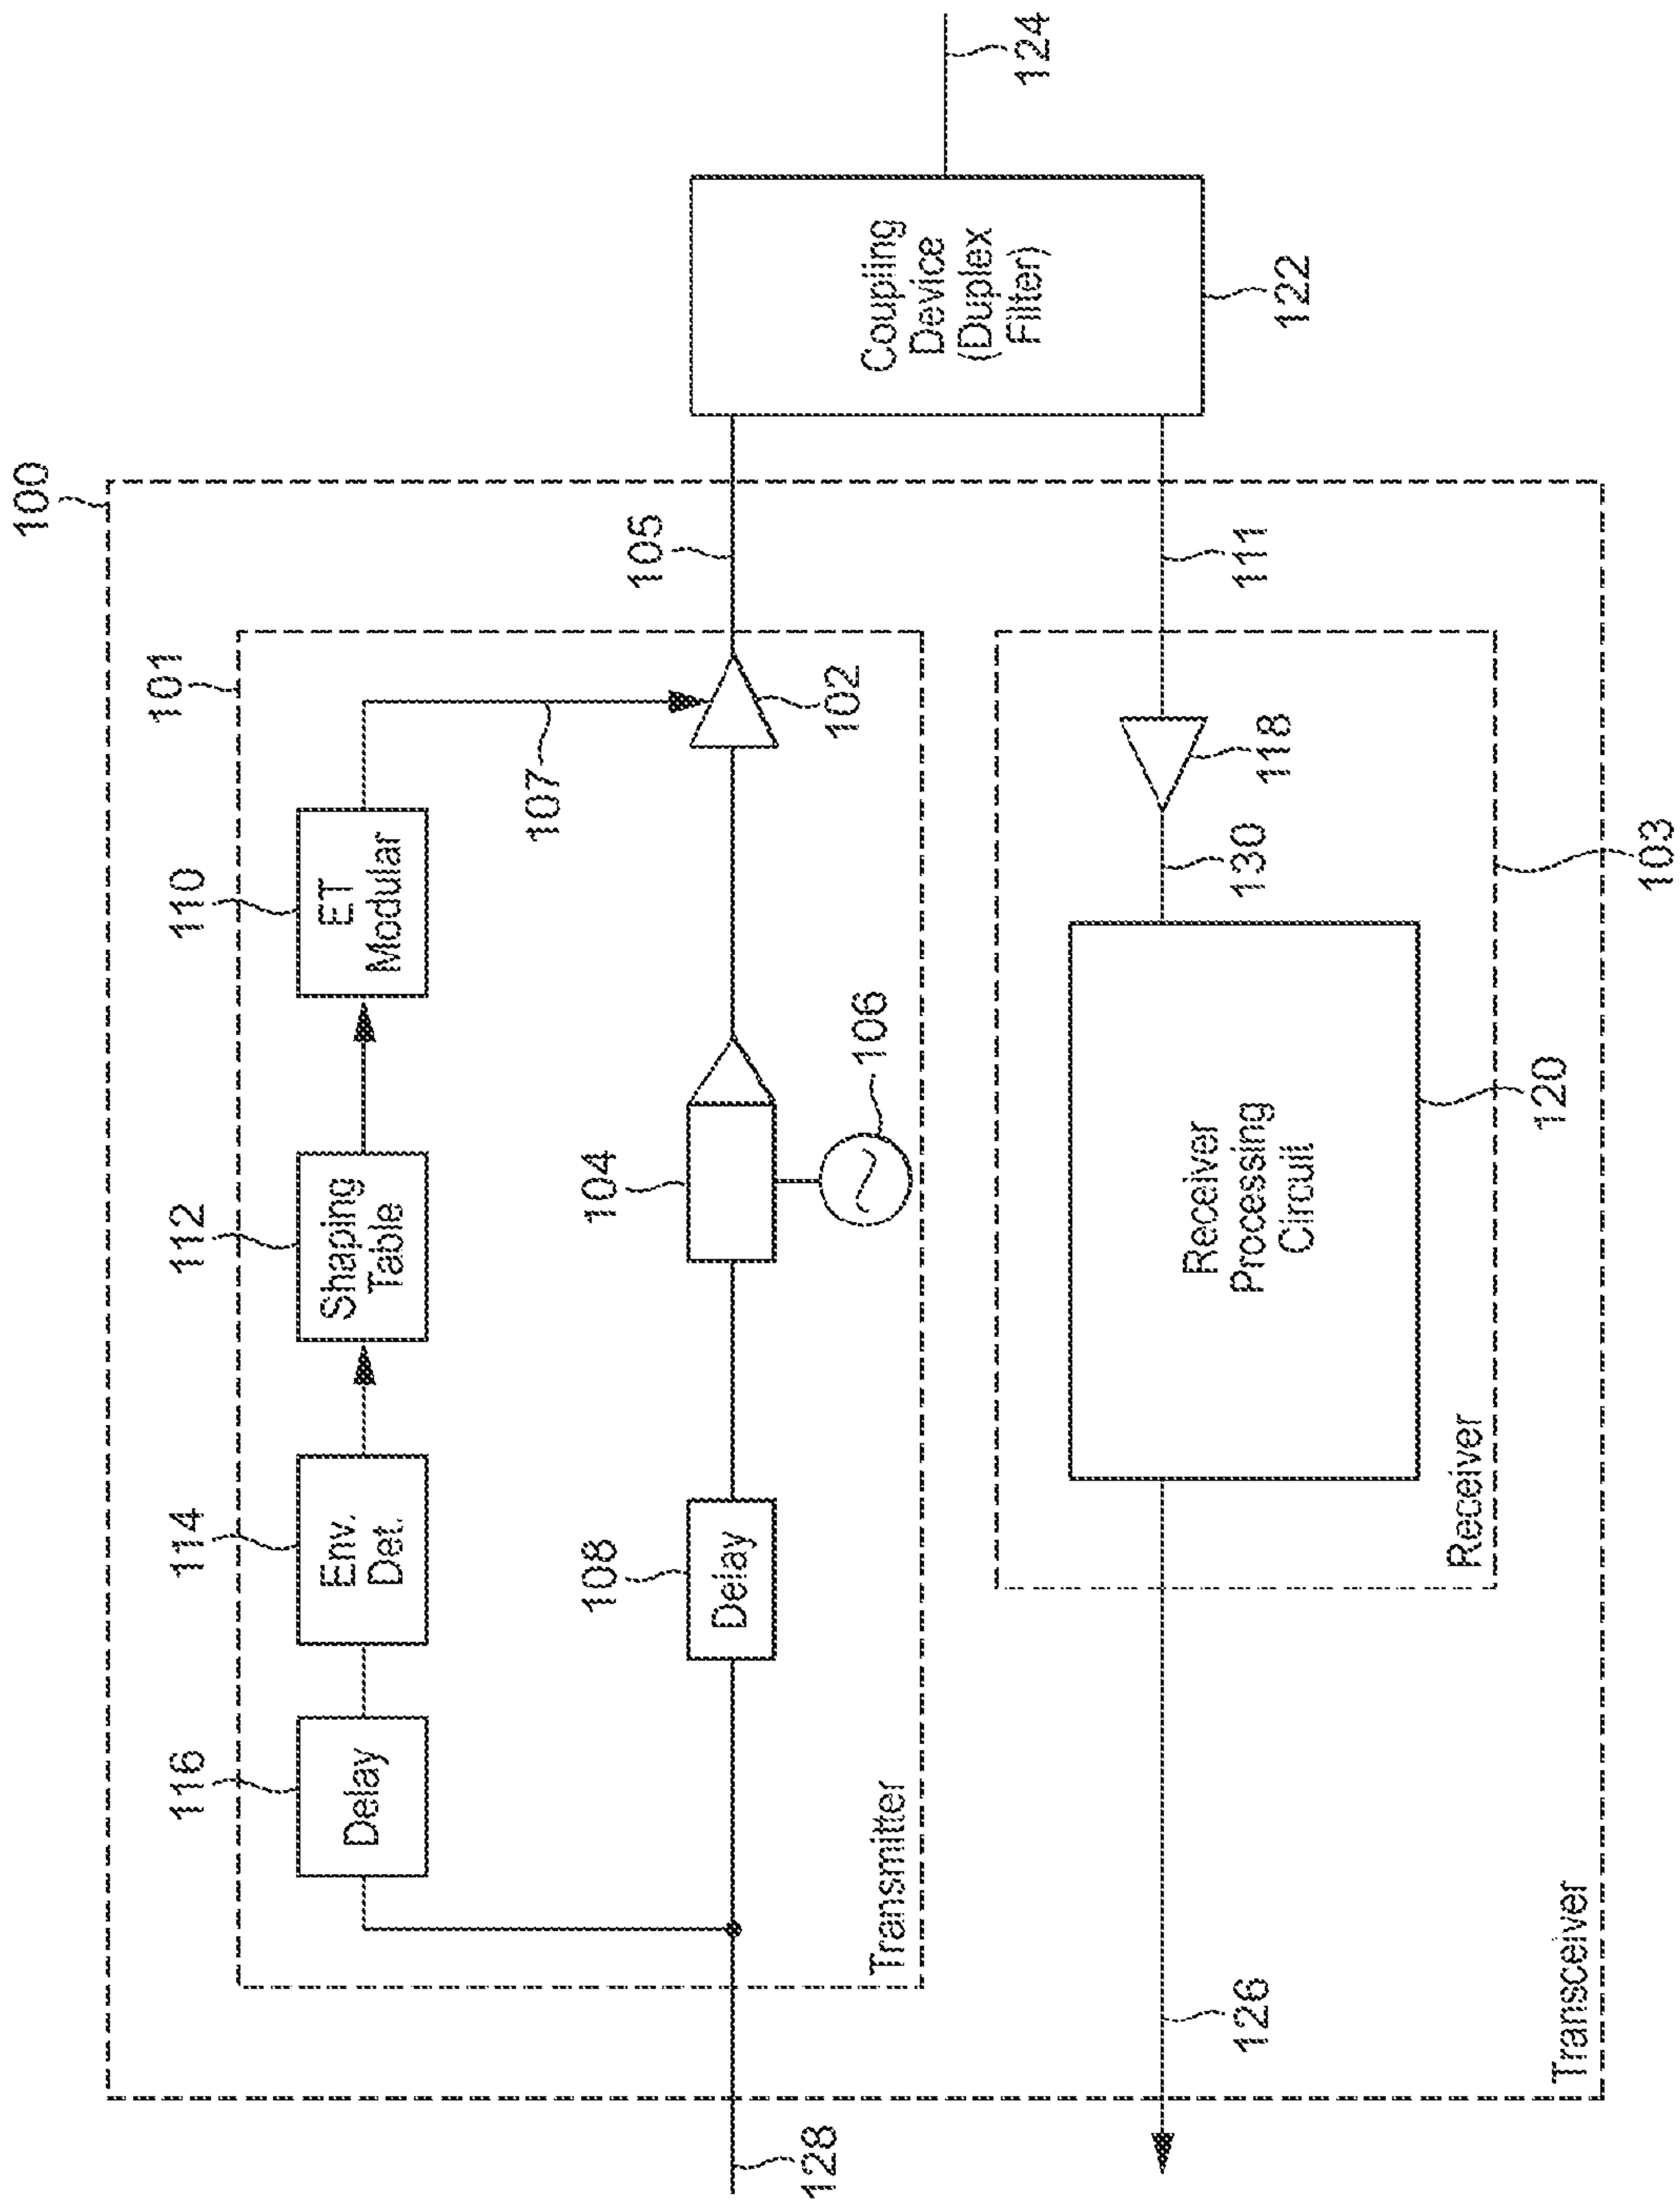 100
101
116
Delay
114
Env.
Det.
112
Shaping
Table
110
ET
Modular
107
105
108
Delay
104
106
102
128
Transmitter
Coupling
Device
(Duplex
Filter)
124
122
111
118
130
Receiver
Processing
Circuit
120
126
Receiver
103
Transceiver